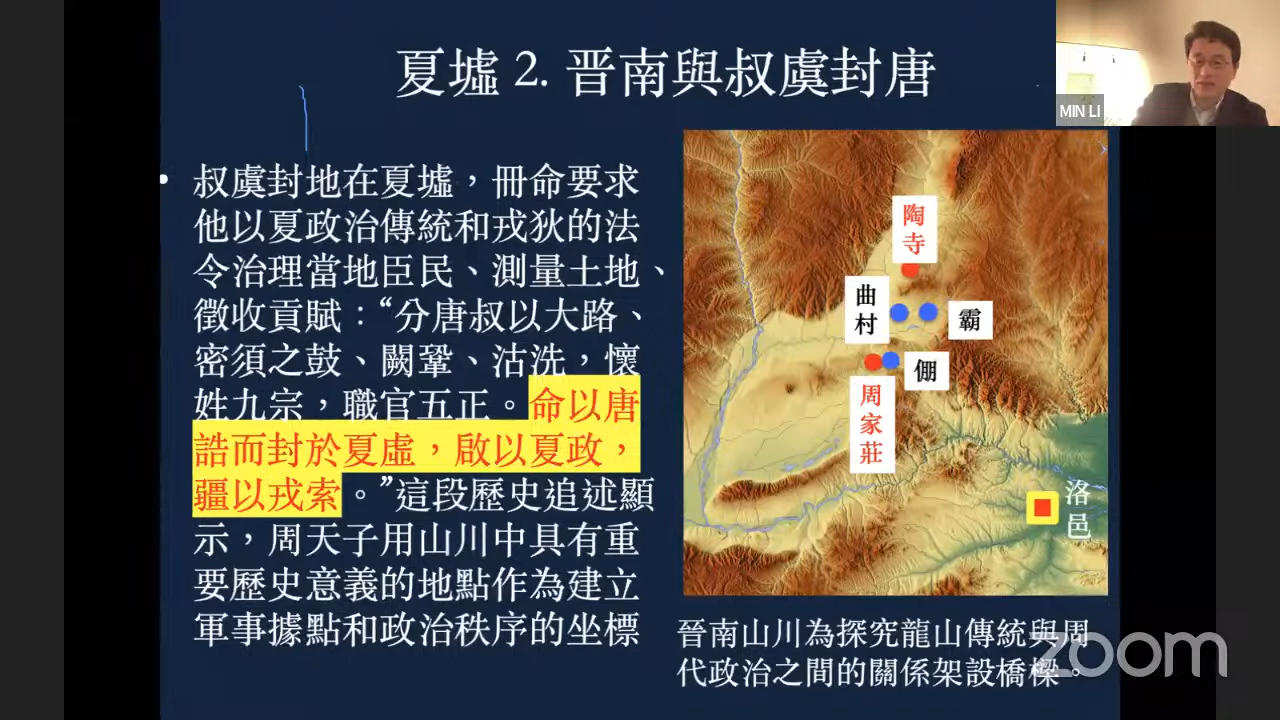 夏墟 2. 晋南與叔虞封唐
MIN LI
• 叔虞封地在夏墟，冊命要求
他以夏政治傳統和戎狄的法
令治理當地臣民、測量土地、
徵收貢賦：“分唐叔以大路、
密須之鼓、闕鞏、沽洗，懷
姓九宗，職官五正。命以唐
誥而封於夏虛，啟以夏政，
疆以戎索。”這段歷史追述顯
示，周天子用山川中具有重
要歷史意義的地點作為建立
軍事據點和政治秩序的坐標
陶寺
曲村
霸
倗
周家莊
洛邑
晉南山川為探究龍山傳統與周
代政治之間的關係架設橋樑。
zoom